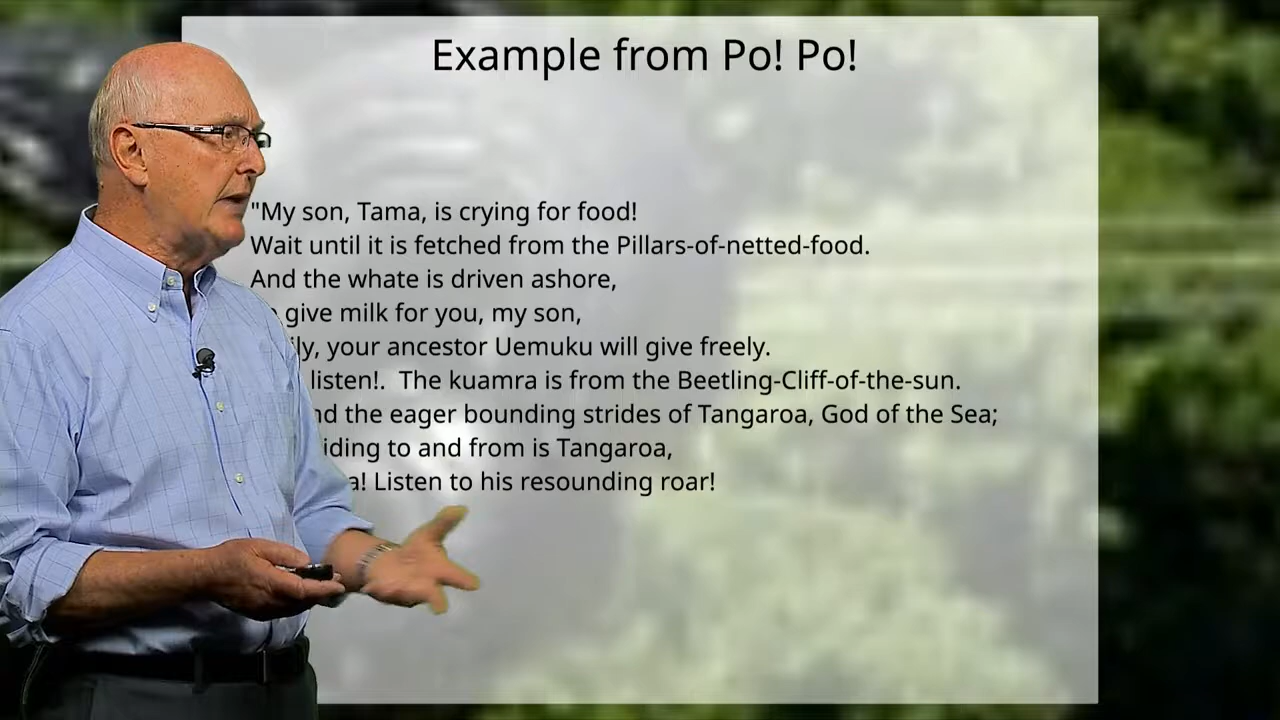 Example from Po! Po!
"My son, Tama, is crying for food!
Wait until it is fetched from the Pillars-of-netted-food.
And the whate is driven ashore,
give milk for you, my son,
your ancestor Uemuku will give freely.
listen!. The kuamra is from the Beetling-Cliff-of-the-sun.
the eager bounding strides of Tangaroa, God of the Sea;
to and from is Tangaroa,
Listen to his resounding roar!